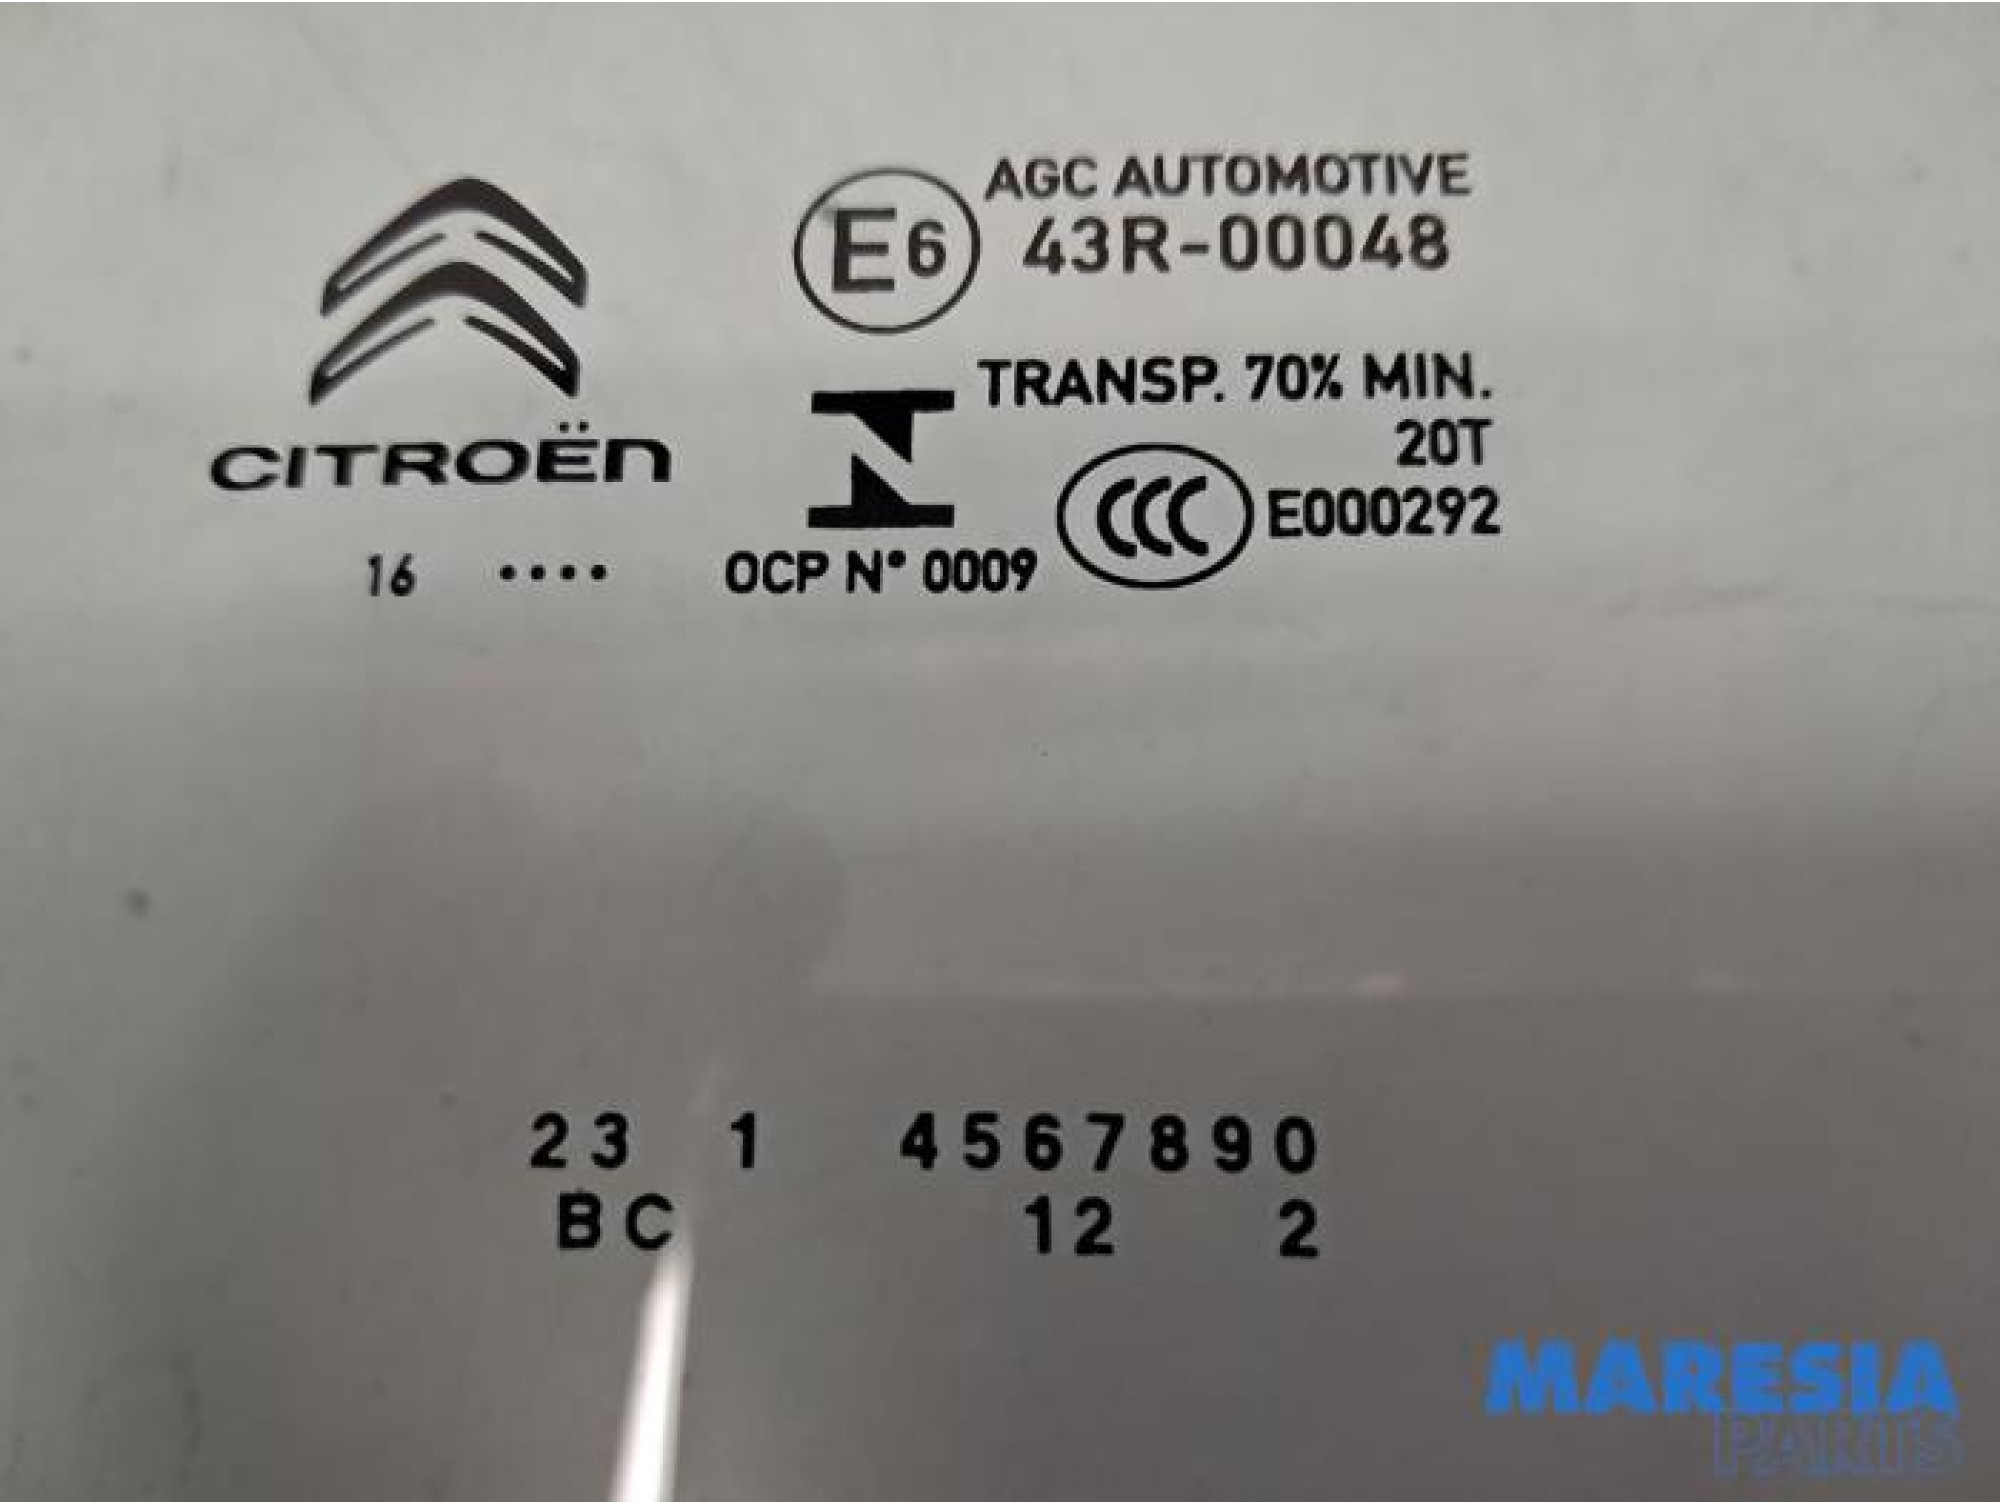 AGC AUTOMOTIVE
E6 43R-00048
TRANSP. 70% MIN.
20T
CITROËN
CCC E000292
16 .... OCP N° 0009
23 1 4567890
BC 12 2
MARESIA
PARTS